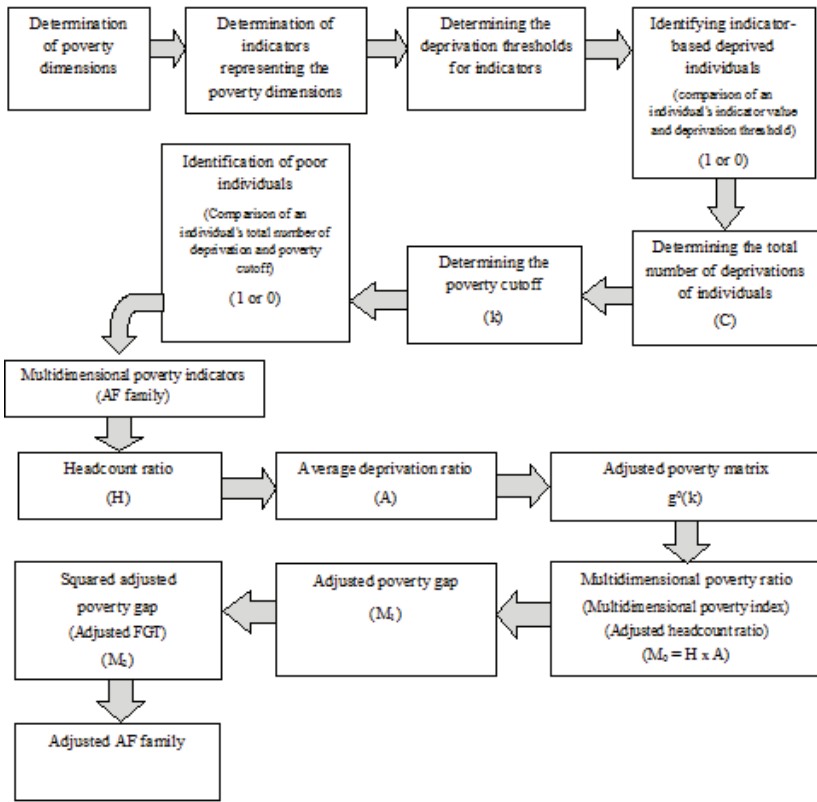 Determination
of poverty
dimensions
Determination of
indicators
representing the
poverty dimensions
Determining the
deprivation thresholds
for indicators
Identifying indicator-
based deprived
individuals
(comparison of an
individual's indicator value
and deprivation threshold)
(1 or 0)
Determining the total
number of deprivations
of individuals
(C)
Determining the
poverty cutoff
(k)
Identification of poor
individuals
(Comparison of an
individual's total number of
deprivation and poverty
cutoff)
(1 or 0)
Multidimensional poverty indicators
(AF family)
Headcount ratio
(H)
Average deprivation ratio
(A)
Adjusted poverty matrix
g⁰(k)
Multidimensional poverty ratio
(Multidimensional poverty index)
(Adjusted headcount ratio)
(M₀ = H x A)
Adjusted poverty gap
(M₁)
Squared adjusted
poverty gap
(Adjusted FGT)
(M₂)
Adjusted AF family